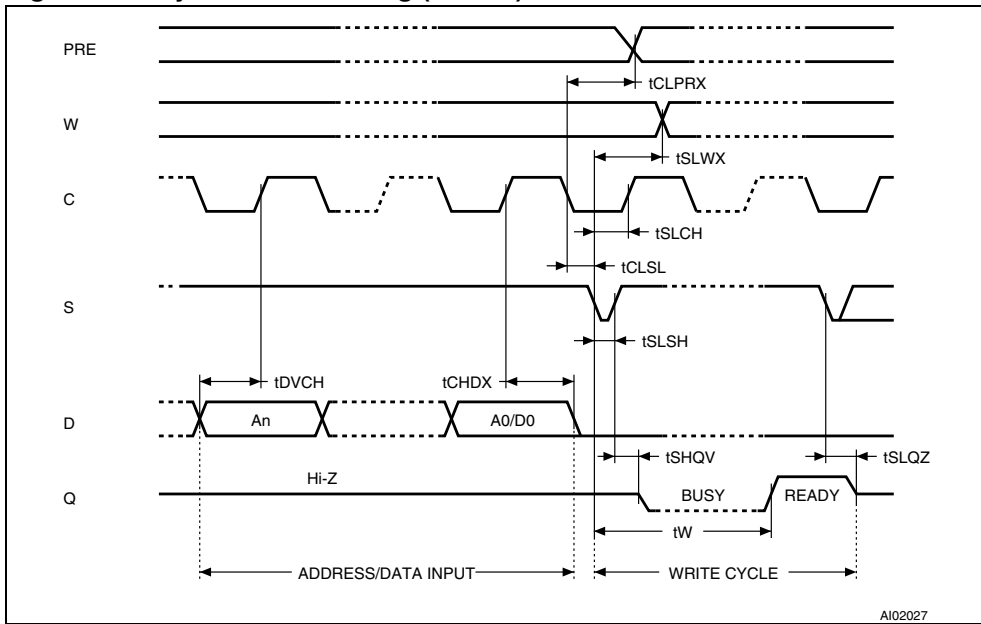 PRE
tCLPRX
W
tSLWX
C
tSLCH
tCLSL
S
tSLSH
tDVCH
tCHDX
D
An
A0/D0
tSHQV
tSLQZ
Hi-Z
Q
BUSY
READY
tW
ADDRESS/DATA INPUT
WRITE CYCLE
AI02027